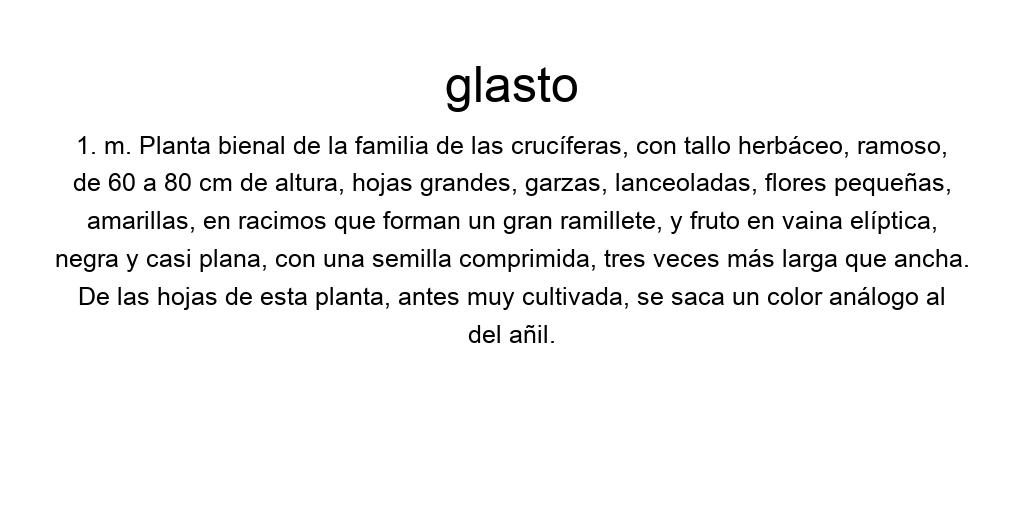 glasto
1. m. Planta bienal de la familia de las crucíferas, con tallo herbáceo, ramoso,
de 60 a 80 cm de altura, hojas grandes, garzas, lanceoladas, flores pequeñas,
amarillas, en racimos que forman un gran ramillete, y fruto en vaina elíptica,
negra y casi plana, con una semilla comprimida, tres veces más larga que ancha.
De las hojas de esta planta, antes muy cultivada, se saca un color análogo al
del añil.